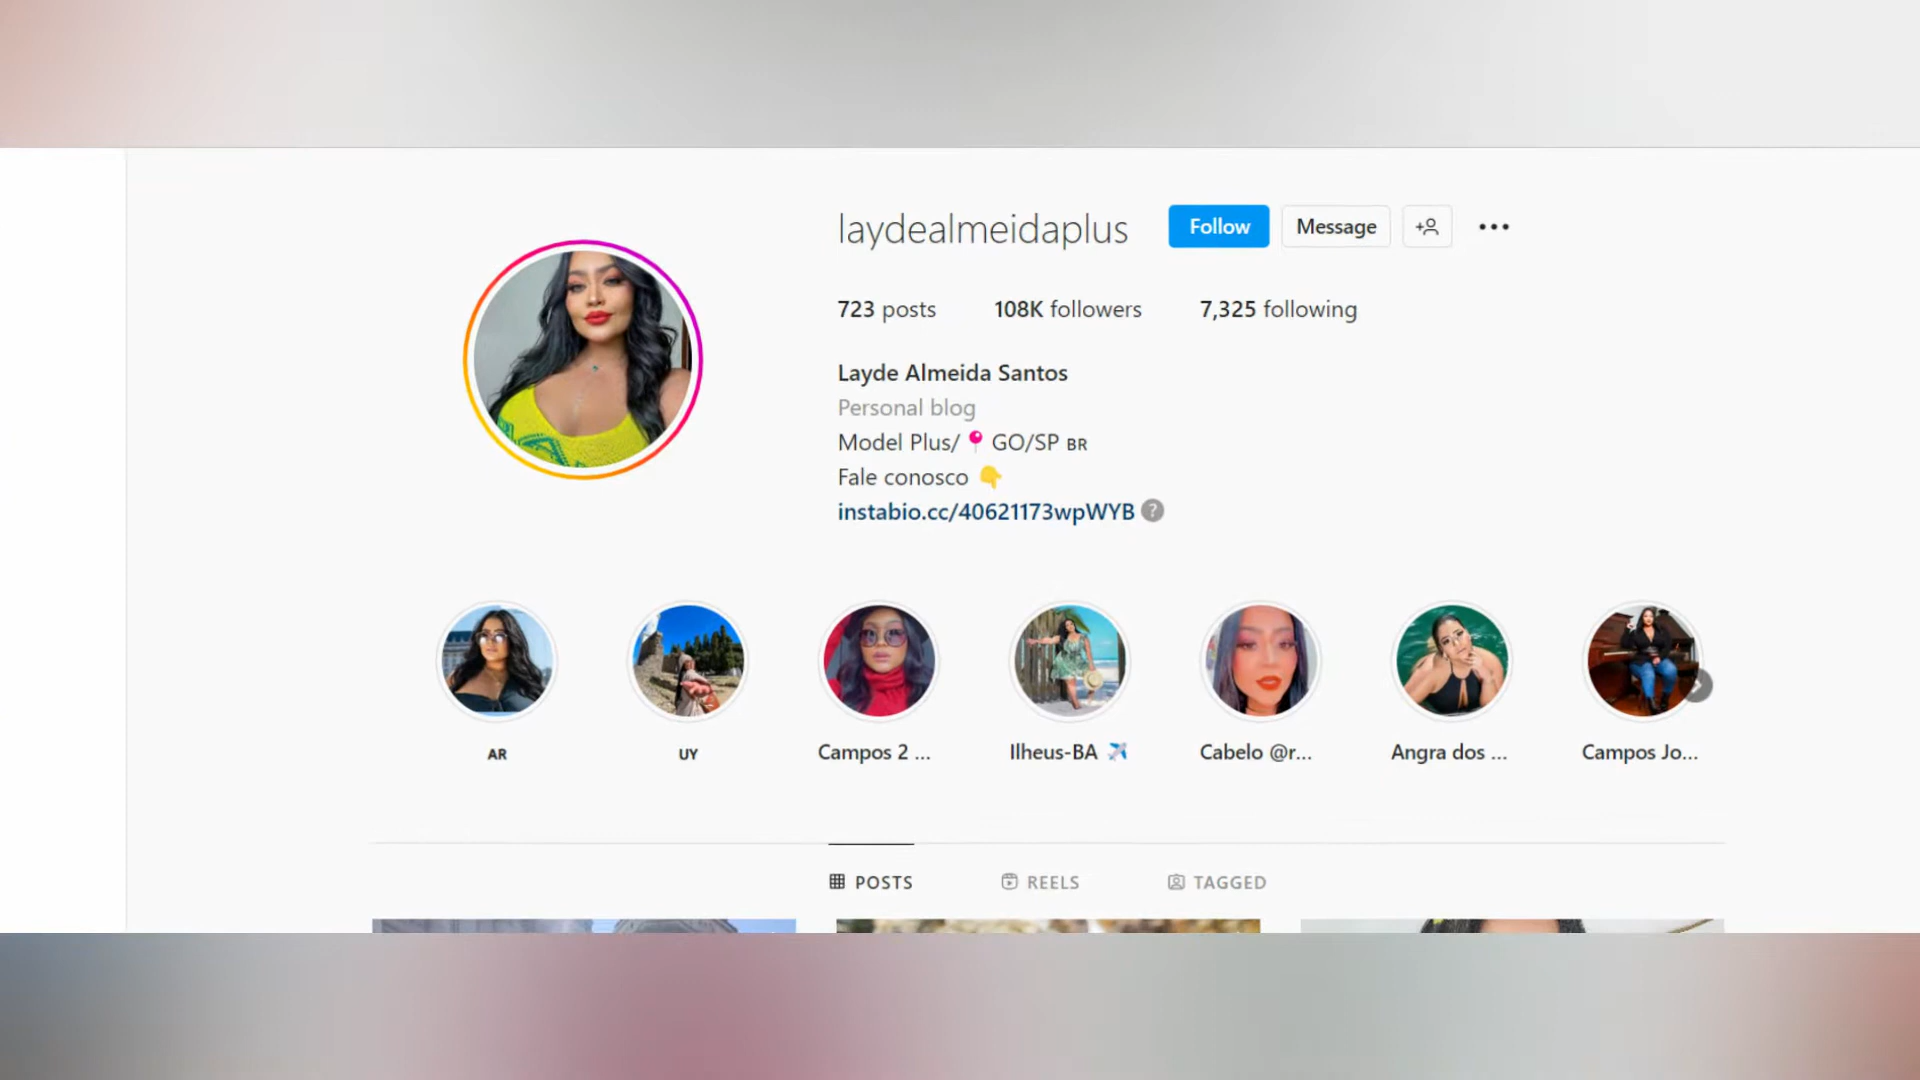 laydealmeidaplus Follow Message
723 posts 108K followers 7,325 following
Layde Almeida Santos
Personal blog
Model Plus/📍 GO/SP BR
Fale conosco 👇
instabio.cc/40621173wpWYB ?
AR UY Campos 2 ... Ilheus-BA ✈️ Cabelo @r... Angra dos ... Campos Jo...
POSTS REELS TAGGED